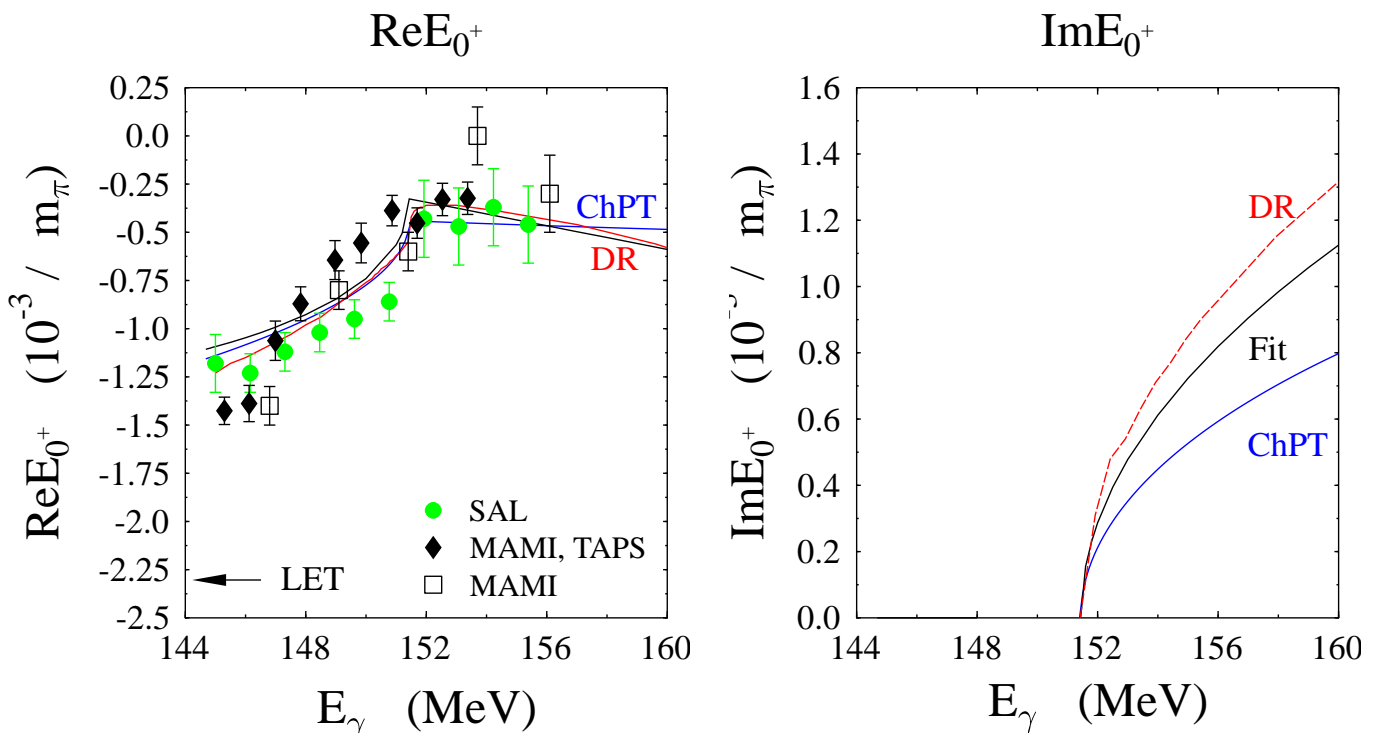 ReE0+
ImE0+
0.25
0.0
-0.25
-0.5
-0.75
-1.0
-1.25
-1.5
-1.75
-2.0
-2.25
-2.5
ReE0+ (10-3 / mπ)
ChPT
DR
SAL
MAMI, TAPS
MAMI
LET
144 148 152 156 160
Eγ (MeV)
1.6
1.4
1.2
1.0
0.8
0.6
0.4
0.2
0.0
ImE0+ (10 / mπ)
DR
Fit
ChPT
144 148 152 156 160
Eγ (MeV)